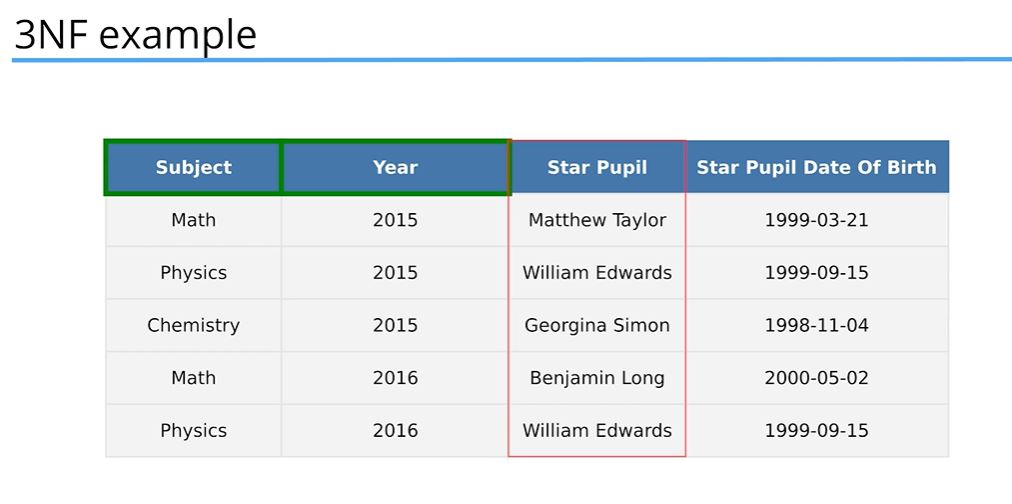 3NF example
Subject Year Star Pupil Star Pupil Date Of Birth
Math 2015 Matthew Taylor 1999-03-21
Physics 2015 William Edwards 1999-09-15
Chemistry 2015 Georgina Simon 1998-11-04
Math 2016 Benjamin Long 2000-05-02
Physics 2016 William Edwards 1999-09-15